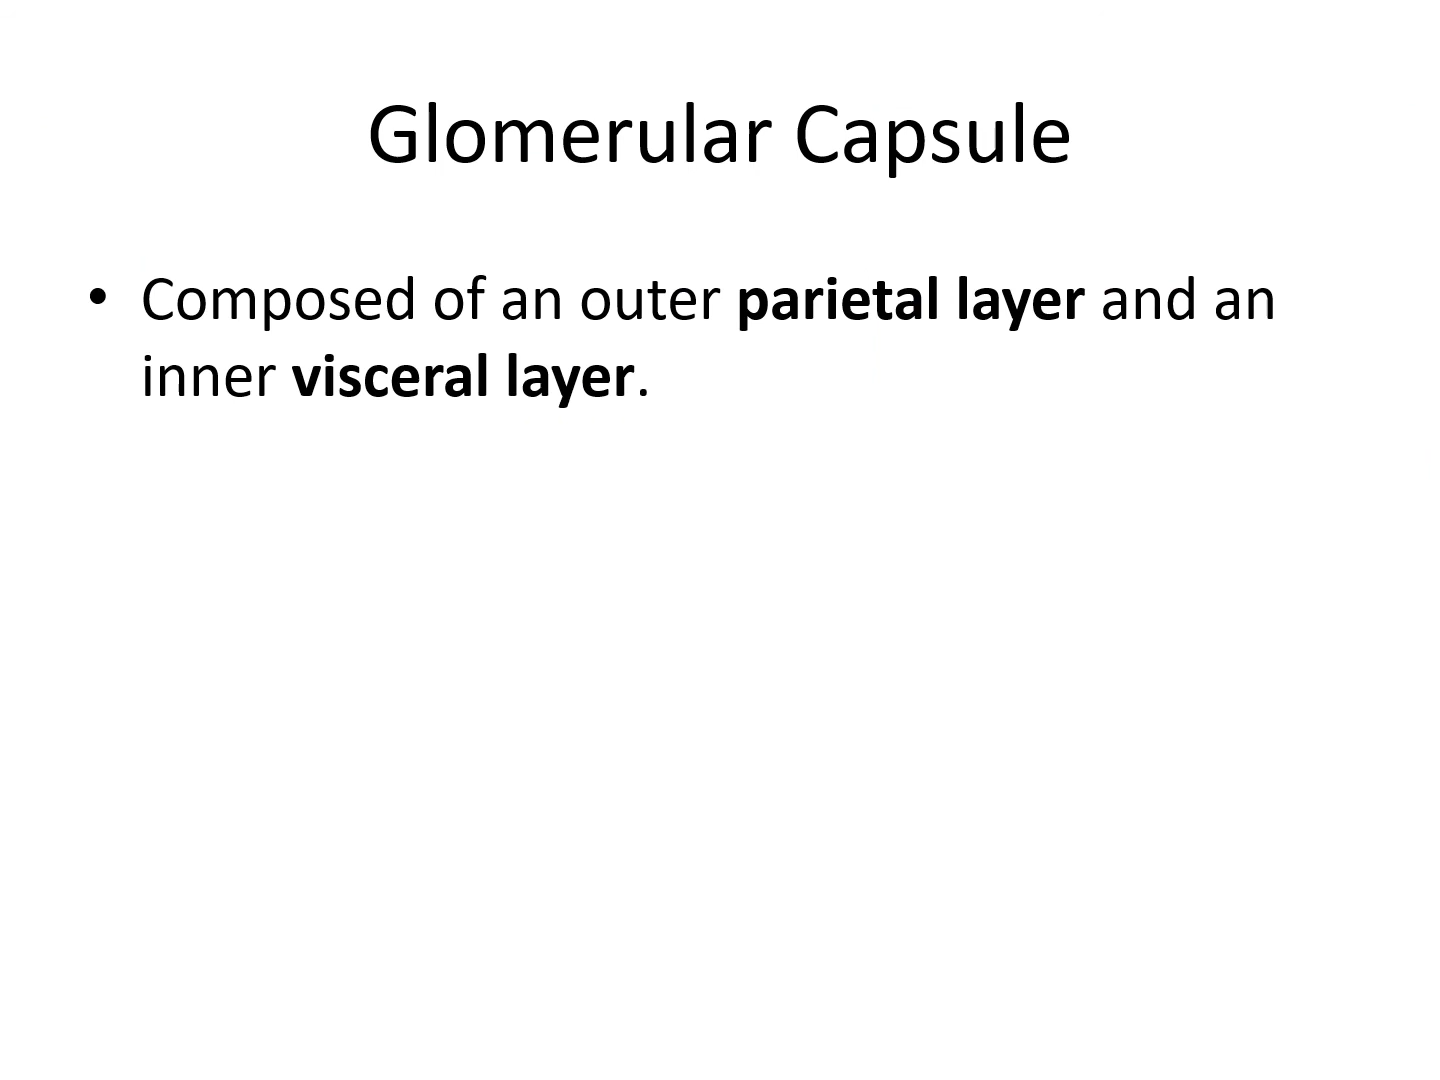 Glomerular Capsule
• Composed of an outer parietal layer and an
inner visceral layer.